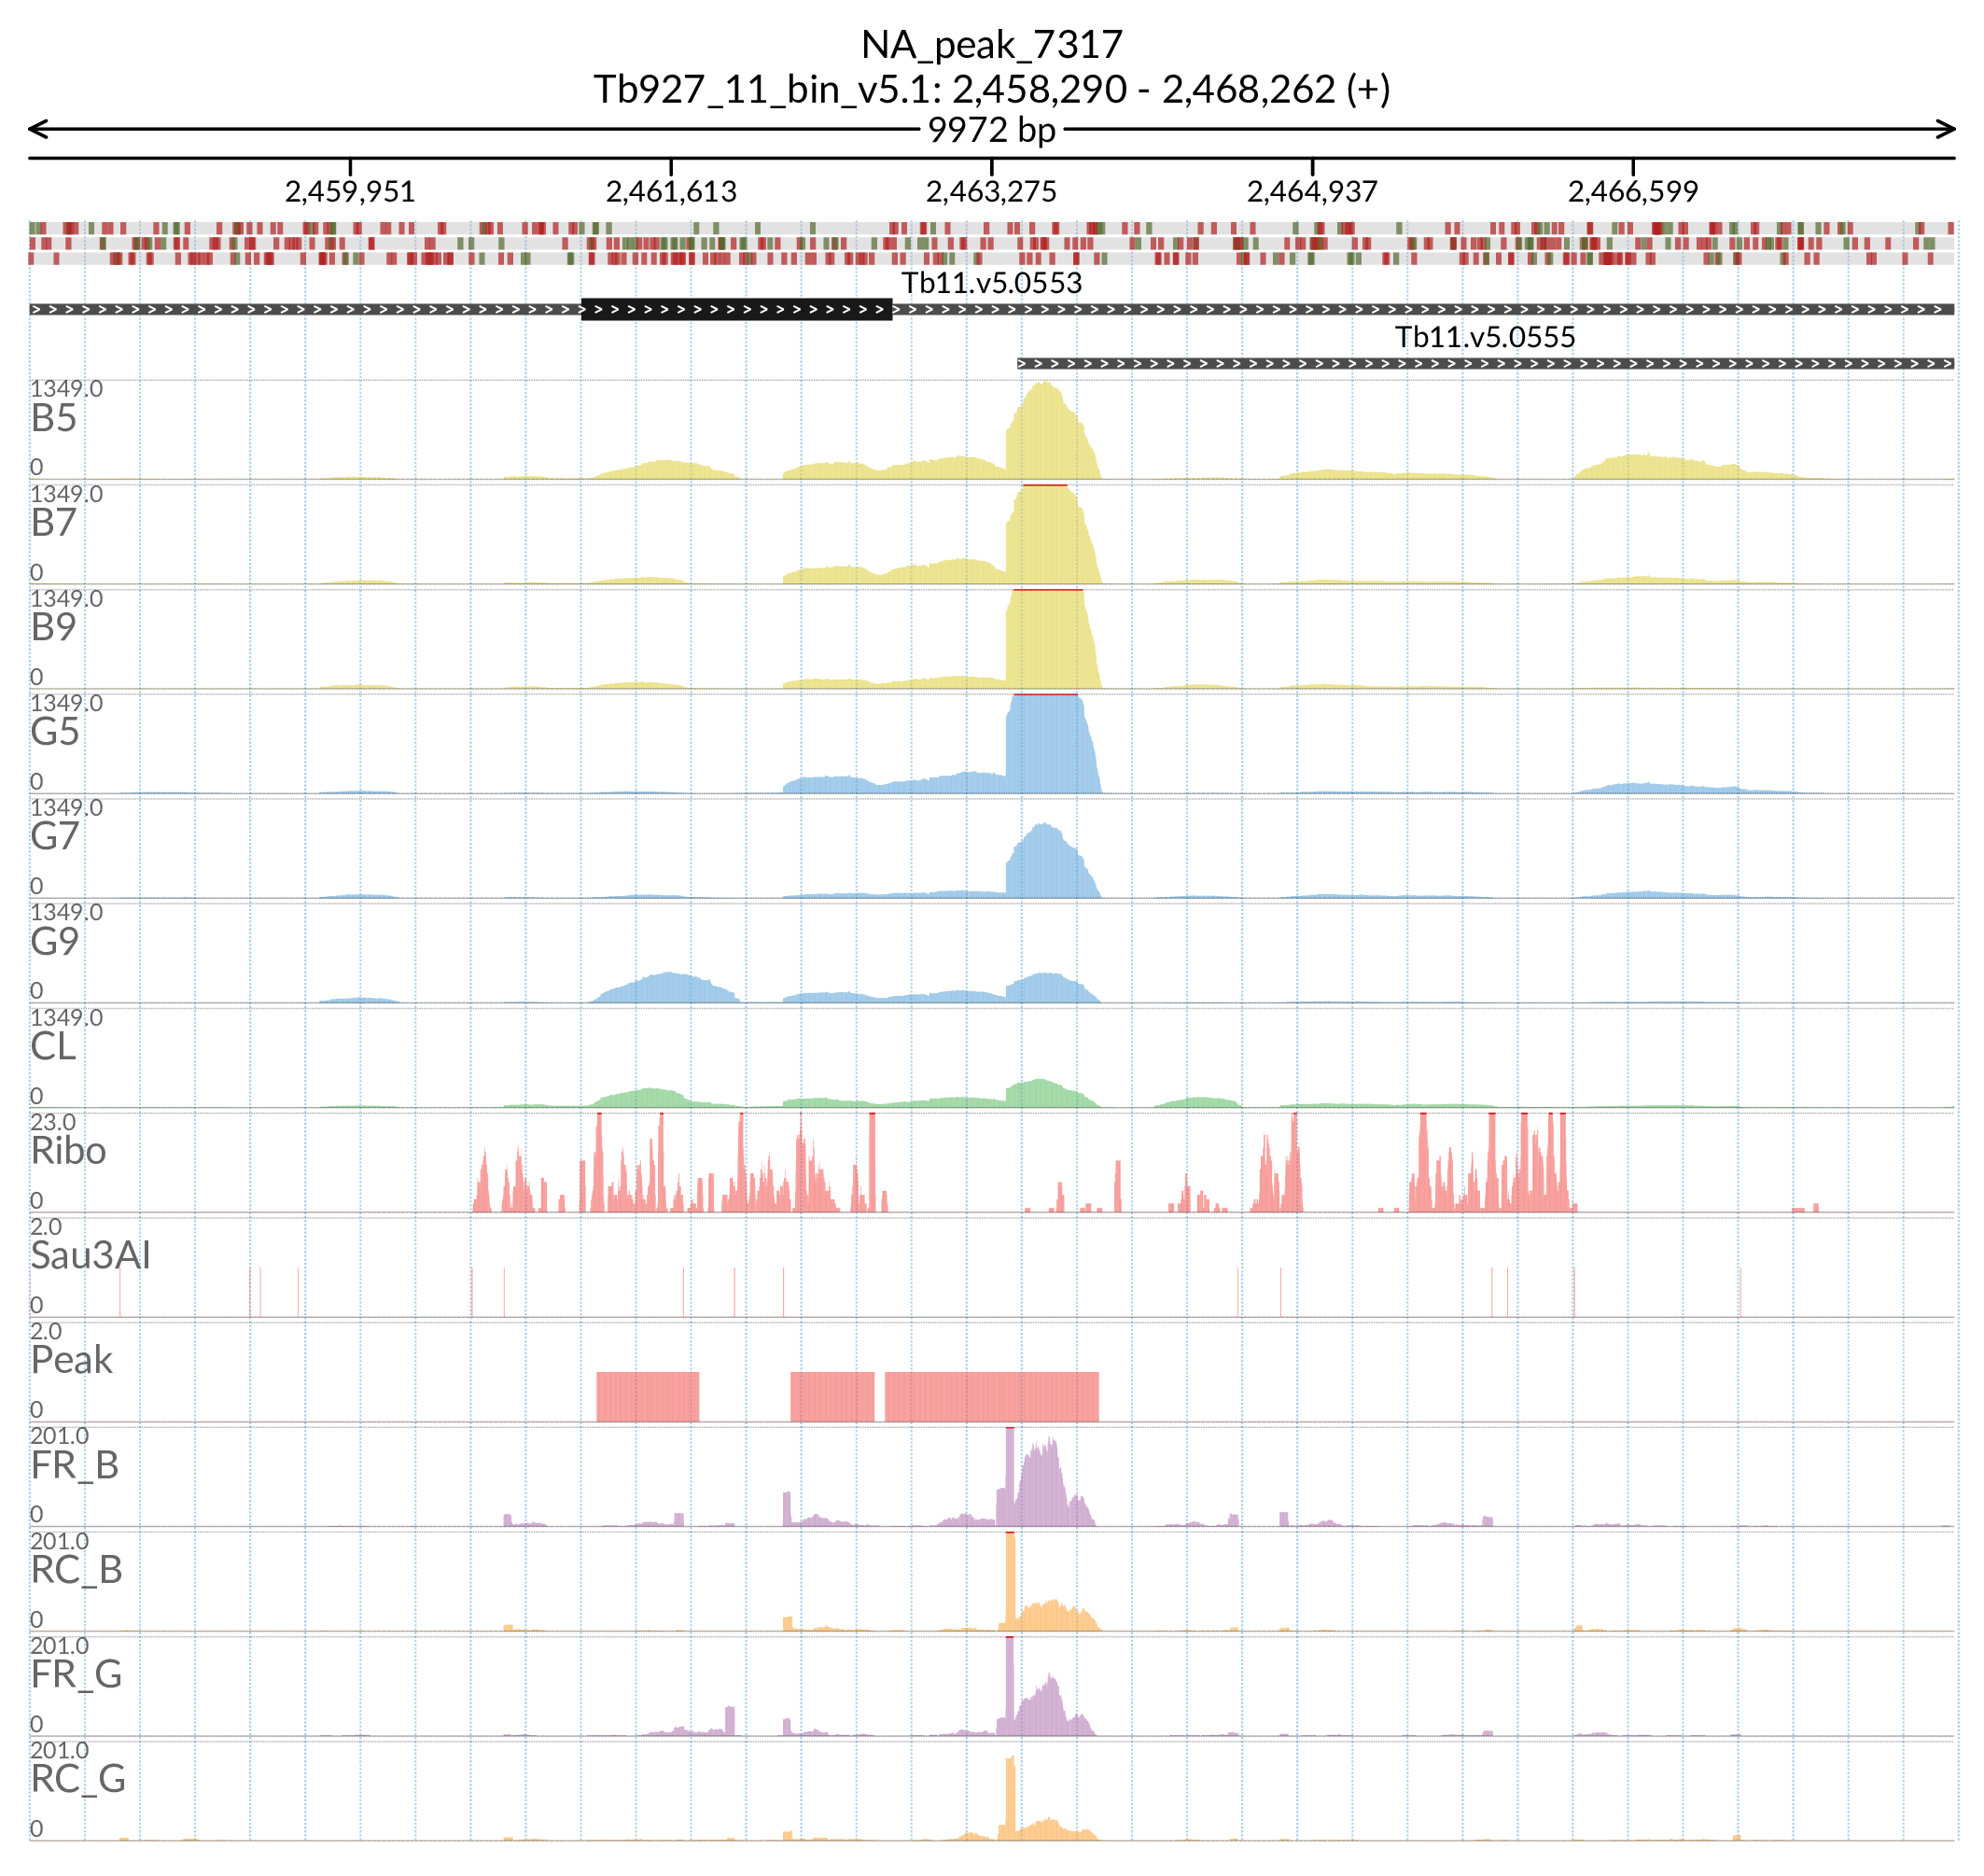 NA_peak_7317
Tb927_11_bin_v5.1: 2,458,290 - 2,468,262 (+)
9972 bp
2,459,951 2,461,613 2,463,275 2,464,937 2,466,599
Tb11.v5.0553
Tb11.v5.0555
1349.0
B5
0
1349.0
B7
0
1349.0
B9
0
1349.0
G5
0
1349.0
G7
0
1349.0
G9
0
1349.0
CL
0
23.0
Ribo
0
2.0
Sau3AI
0
2.0
Peak
0
201.0
FR_B
0
201.0
RC_B
0
201.0
FR_G
0
201.0
RC_G
0